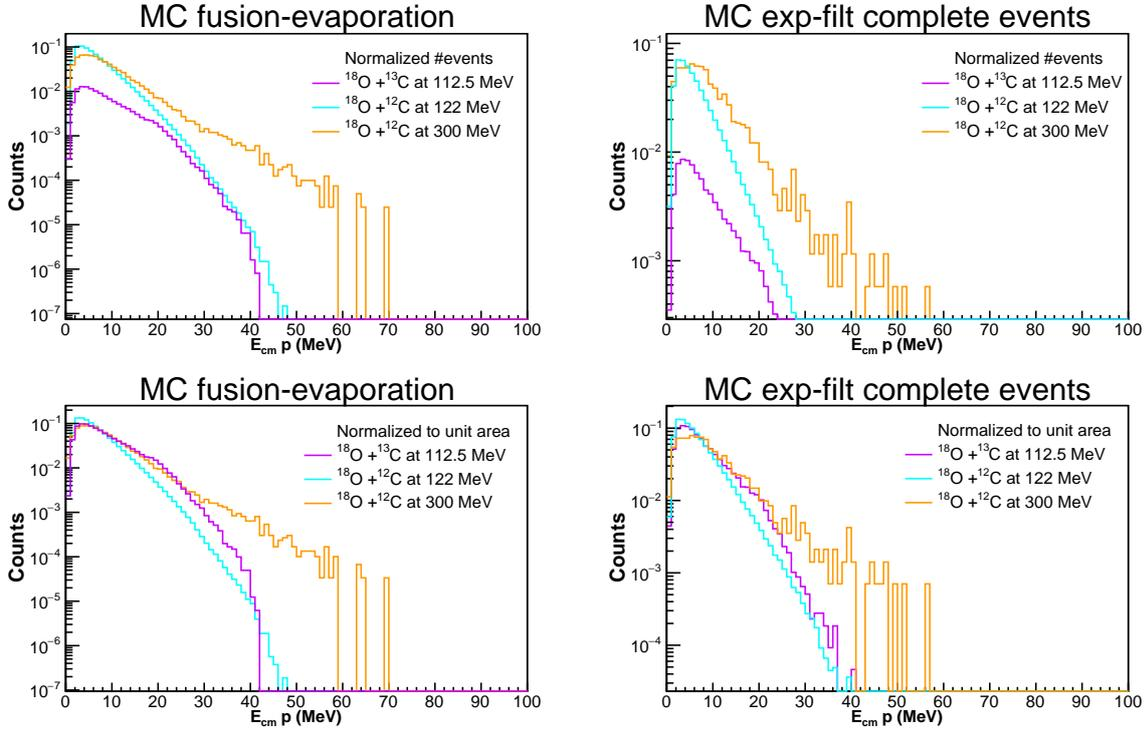 MC fusion-evaporation
Normalized #events
¹⁸O +¹³C at 112.5 MeV
¹⁸O +¹²C at 122 MeV
¹⁸O +¹²C at 300 MeV
Counts
10⁻¹
10⁻²
10⁻³
10⁻⁴
10⁻⁵
10⁻⁶
10⁻⁷
0 10 20 30 40 50 60 70 80 90 100
E_cm p (MeV)
MC exp-filt complete events
Normalized #events
¹⁸O +¹³C at 112.5 MeV
¹⁸O +¹²C at 122 MeV
¹⁸O +¹²C at 300 MeV
Counts
10⁻¹
10⁻²
10⁻³
0 10 20 30 40 50 60 70 80 90 100
E_cm p (MeV)
MC fusion-evaporation
Normalized to unit area
¹⁸O +¹³C at 112.5 MeV
¹⁸O +¹²C at 122 MeV
¹⁸O +¹²C at 300 MeV
Counts
10⁻¹
10⁻²
10⁻³
10⁻⁴
10⁻⁵
10⁻⁶
10⁻⁷
0 10 20 30 40 50 60 70 80 90 100
E_cm p (MeV)
MC exp-filt complete events
Normalized to unit area
¹⁸O +¹³C at 112.5 MeV
¹⁸O +¹²C at 122 MeV
¹⁸O +¹²C at 300 MeV
Counts
10⁻¹
10⁻²
10⁻³
10⁻⁴
0 10 20 30 40 50 60 70 80 90 100
E_cm p (MeV)